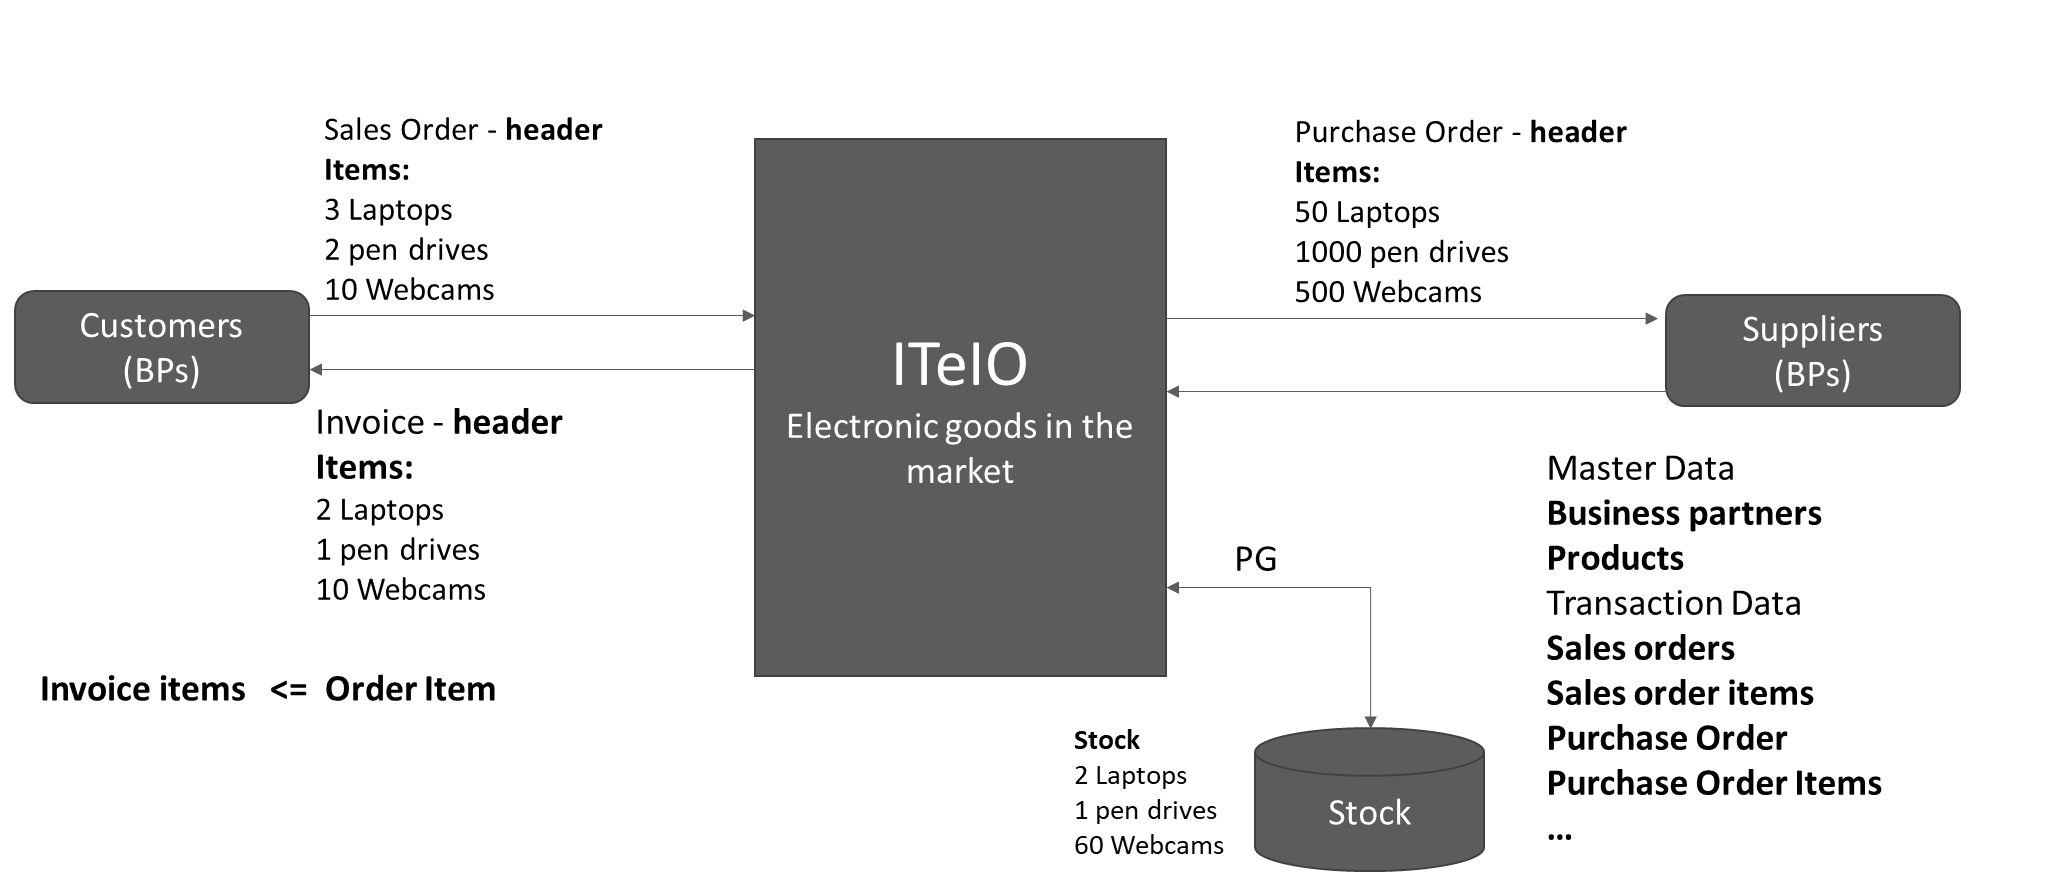 Sales Order - header
Items:
3 Laptops
2 pen drives
10 Webcams
Customers
(BPs)
Invoice - header
Items:
2 Laptops
1 pen drives
10 Webcams
Invoice items <= Order Item
ITeIO
Electronic goods in the
market
Purchase Order - header
Items:
50 Laptops
1000 pen drives
500 Webcams
Suppliers
(BPs)
PG
Stock
2 Laptops
1 pen drives
60 Webcams
Stock
Master Data
Business partners
Products
Transaction Data
Sales orders
Sales order items
Purchase Order
Purchase Order Items
...